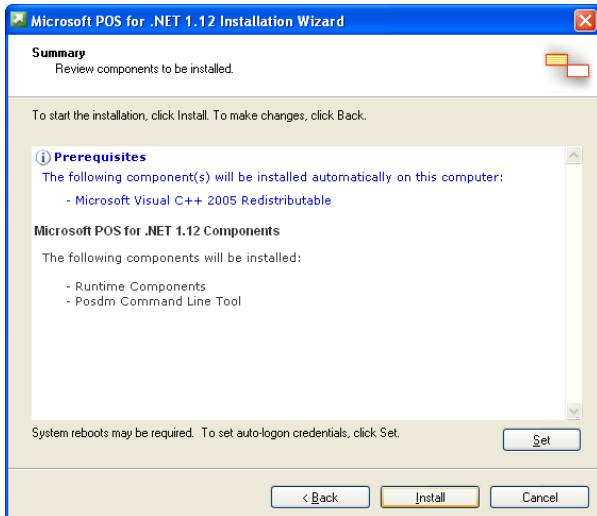 Microsoft POS for .NET 1.12 Installation Wizard
Summary
Review components to be installed.
To start the installation, click Install. To make changes, click Back.
Prerequisites
The following component(s) will be installed automatically on this computer:
- Microsoft Visual C++ 2005 Redistributable
Microsoft POS for .NET 1.12 Components
The following components will be installed:
- Runtime Components
- Posdm Command Line Tool
System reboots may be required. To set auto-logon credentials, click Set.
Set
< Back
Install
Cancel